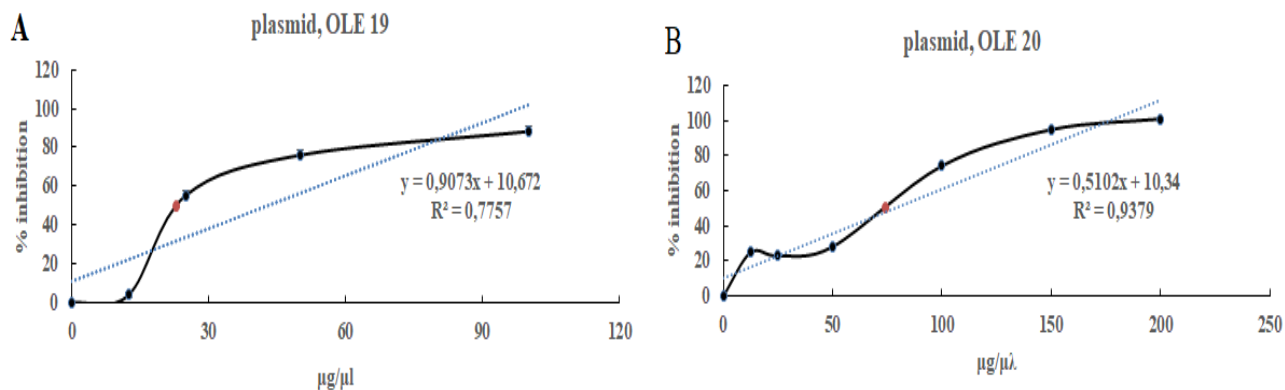 A
plasmid, OLE 19
120
100
80
60
40
20
0
% inhibition
y = 0,9073x + 10,672
R² = 0,7757
0 30 60 90 120
μg/μl
B
plasmid, OLE 20
120
100
80
60
40
20
0
% inhibition
y = 0,5102x + 10,34
R² = 0,9379
0 50 100 150 200 250
μg/μλ